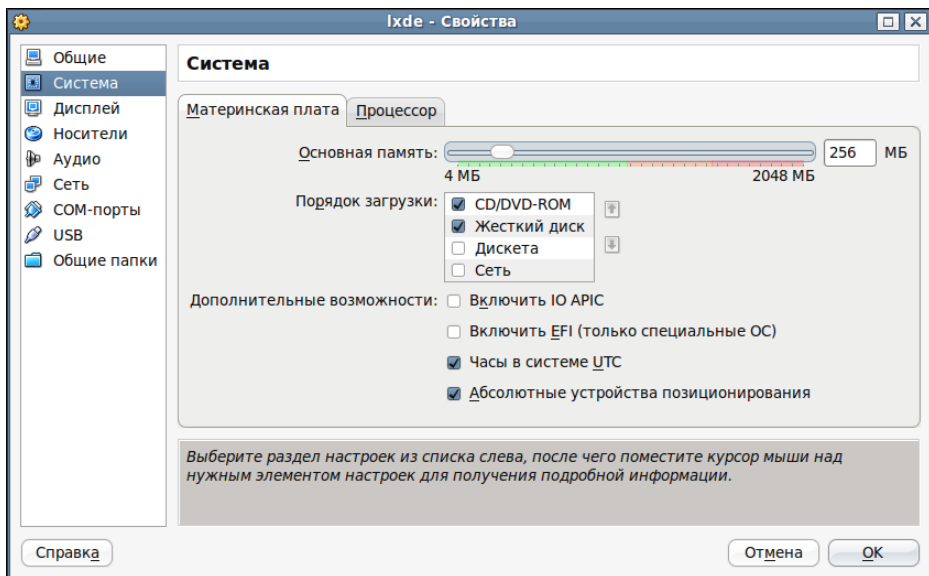 lxde - Свойства
Общие
Система
Дисплей
Носители
Аудио
Сеть
COM-порты
USB
Общие папки
Система
Материнская плата Процессор
Основная память: 256 МБ
4 МБ 2048 МБ
Порядок загрузки: CD/DVD-ROM
Жесткий диск
Дискета
Сеть
Дополнительные возможности: Включить IO APIC
Включить EFI (только специальные ОС)
Часы в системе UTC
Абсолютные устройства позиционирования
Выберите раздел настроек из списка слева, после чего поместите курсор мыши над
нужным элементом настроек для получения подробной информации.
Справка Отмена OK